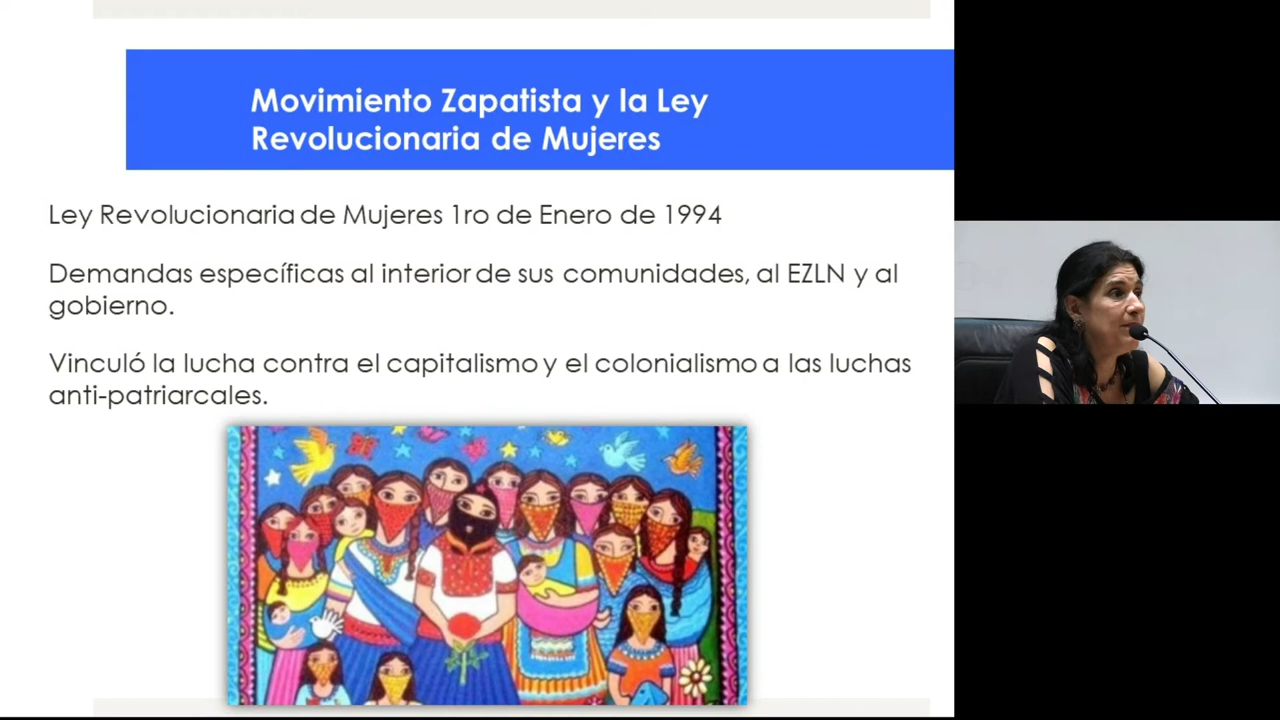 Movimiento Zapatista y la Ley
Revolucionaria de Mujeres
Ley Revolucionaria de Mujeres 1ro de Enero de 1994
Demandas específicas al interior de sus comunidades, al EZLN y al
gobierno.
Vinculó la lucha contra el capitalismo y el colonialismo a las luchas
anti-patriarcales.